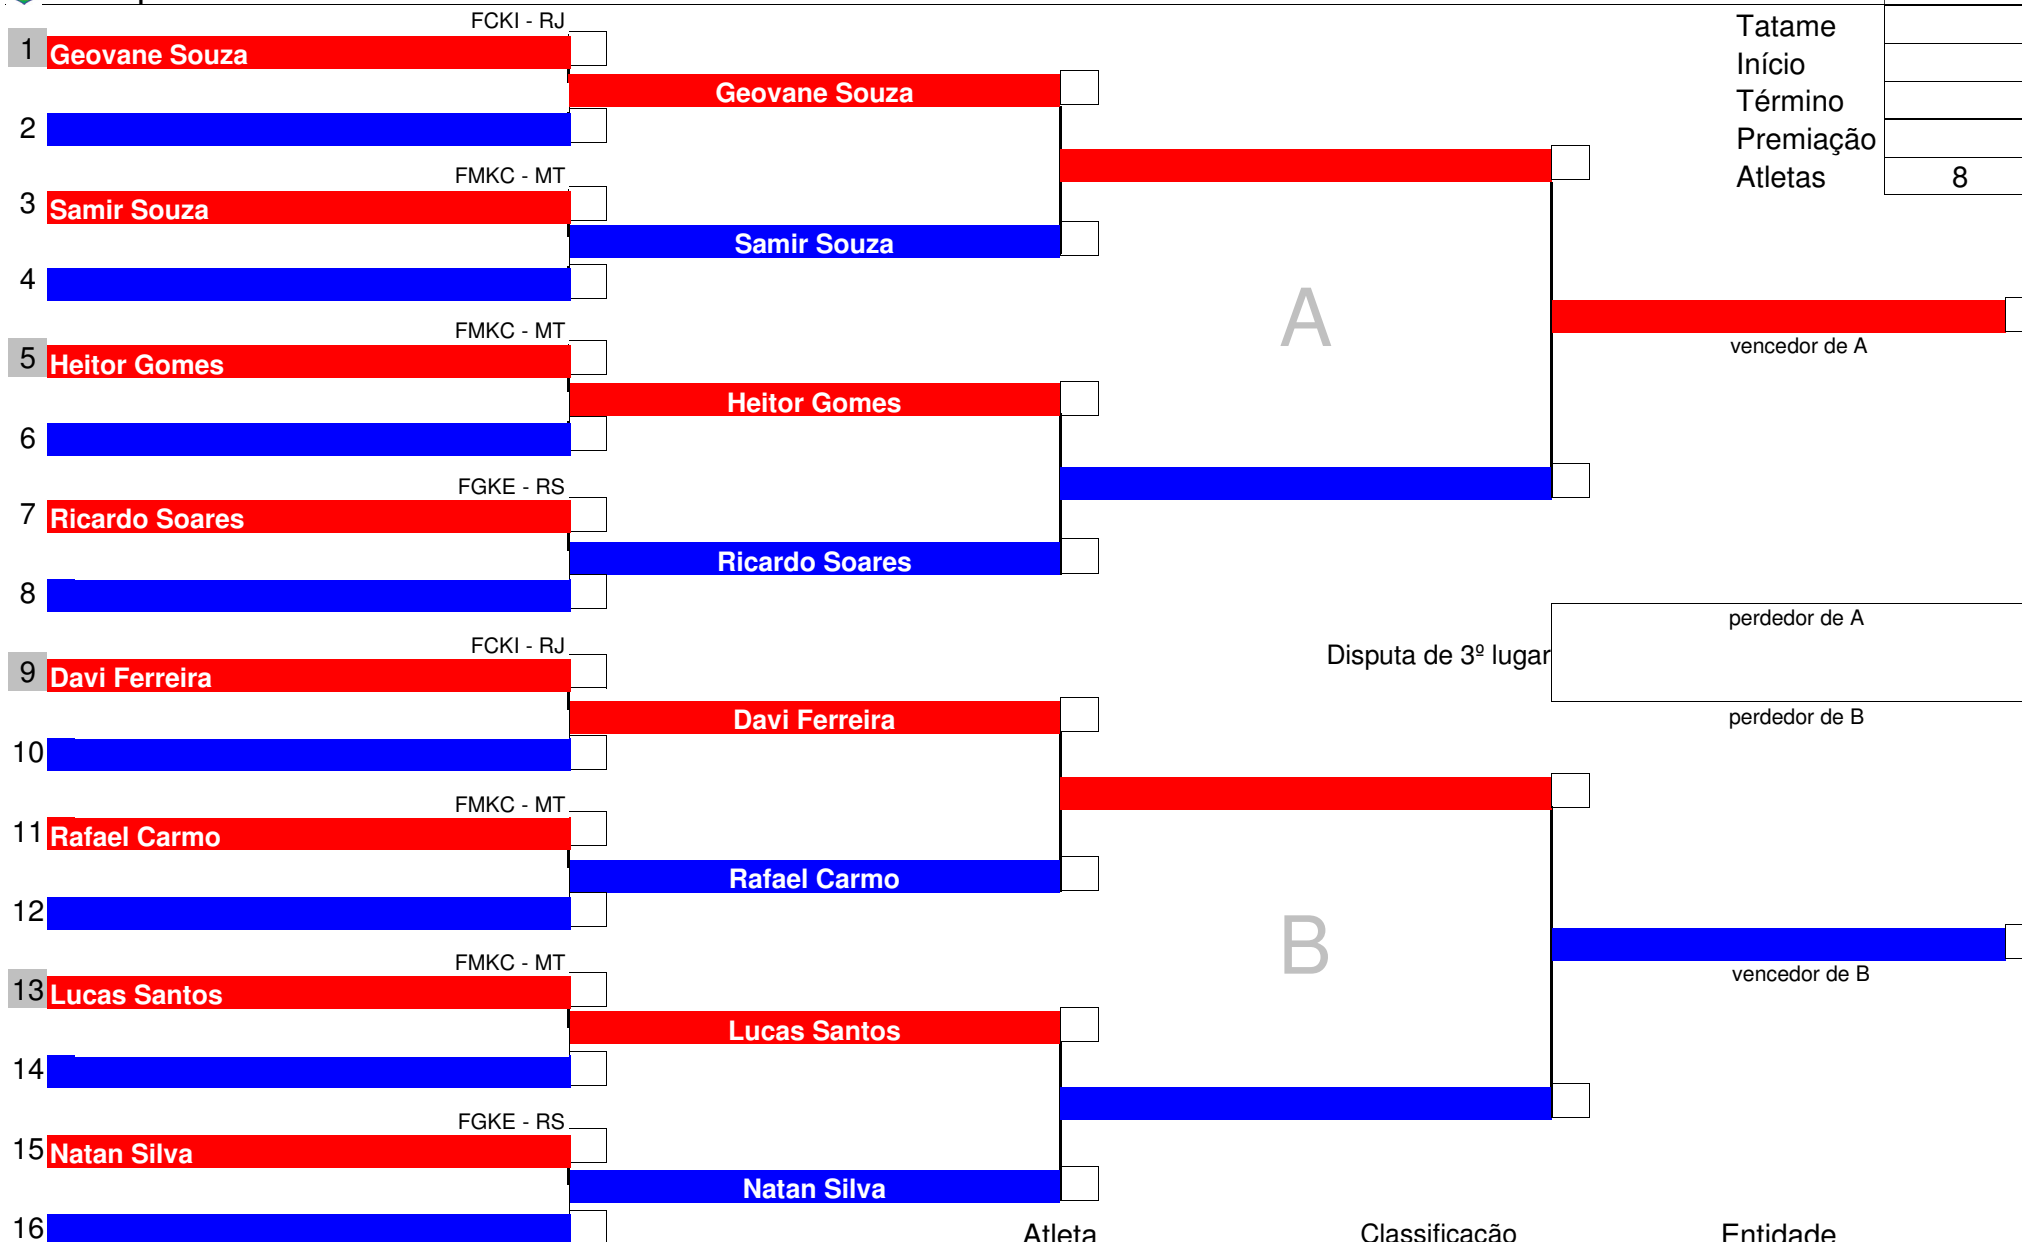 FCKI - RJ
1 Geovane Souza
Geovane Souza
2
FMKC - MT
3 Samir Souza
Samir Souza
4
FMKC - MT
5 Heitor Gomes
Heitor Gomes
6
FGKE - RS
7 Ricardo Soares
Ricardo Soares
8
FCKI - RJ
9 Davi Ferreira
Davi Ferreira
10
FMKC - MT
11 Rafael Carmo
Rafael Carmo
12
FMKC - MT
13 Lucas Santos
Lucas Santos
14
FGKE - RS
15 Natan Silva
Natan Silva
16
A
B
Tatame
Início
Término
Premiação
Atletas 8
vencedor de A
perdedor de A
Disputa de 3º lugar
perdedor de B
vencedor de B
Atleta Classificação Entidade